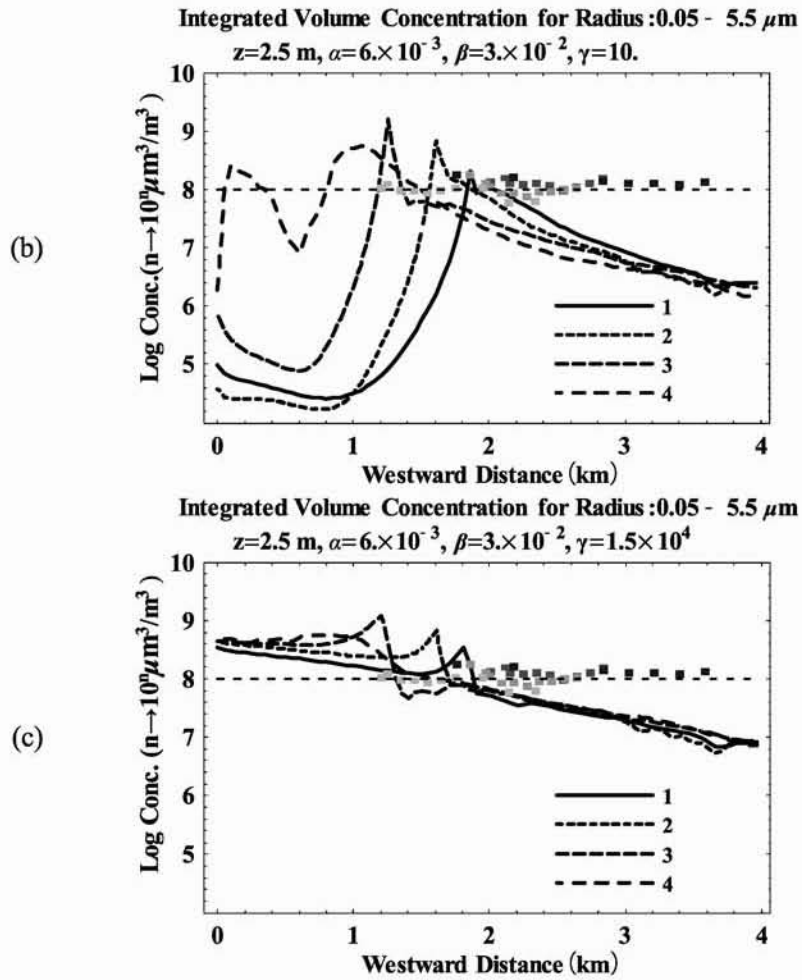 Integrated Volume Concentration for Radius:0.05 - 5.5 μm
z=2.5 m, α=6.×10⁻³, β=3.×10⁻², γ=10.
(b)
Log Conc.(n→10ⁿμm³/m³)
10
9
8
7
6
5
1
2
3
4
0 1 2 3 4
Westward Distance(km)
Integrated Volume Concentration for Radius:0.05 - 5.5 μm
z=2.5 m, α=6.×10⁻³, β=3.×10⁻², γ=1.5×10⁴
(c)
Log Conc. (n→10ⁿμm³/m³)
10
9
8
7
6
5
1
2
3
4
0 1 2 3 4
Westward Distance(km)